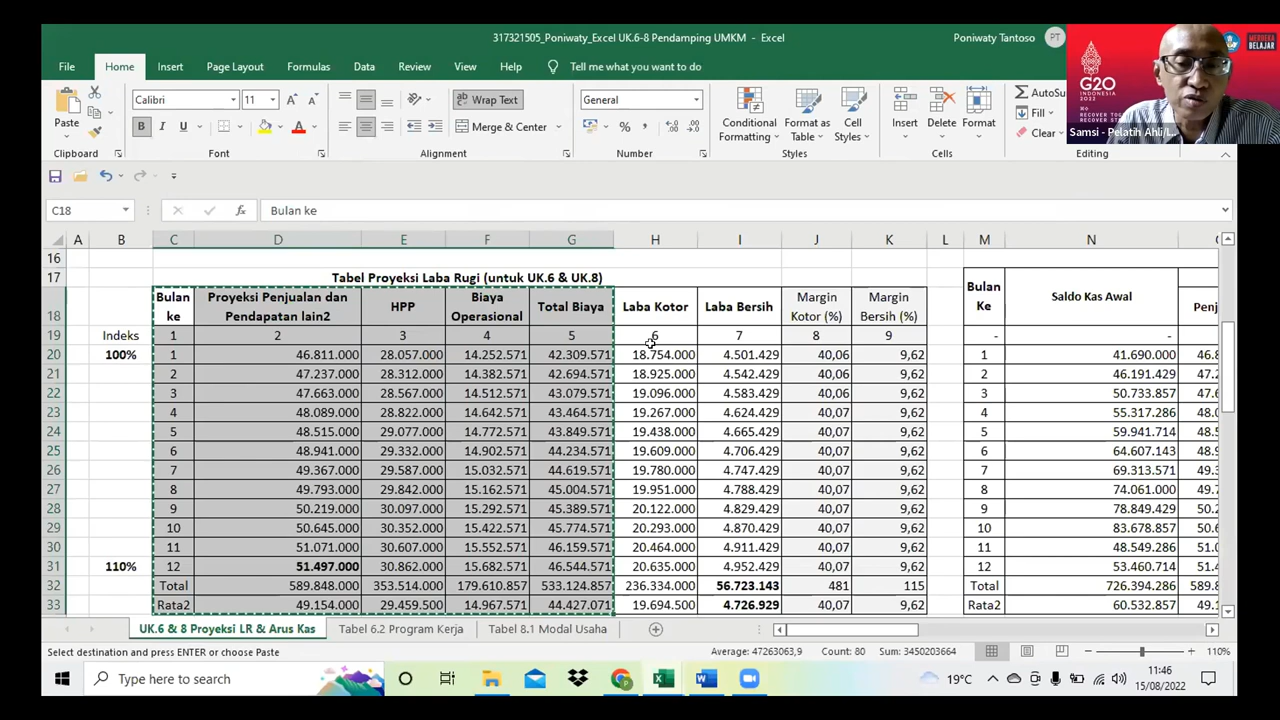 317321505_Poniwaty_Excel UK.6-8 Pendamping UMKM - Excel
Poniwaty Tantoso
PT
File Home Insert Page Layout Formulas Data Review View Help Tell me what you want to do
Calibri 11 Wrap Text General AutoSu
Paste B I U Merge & Center % Conditional Formatting Format as Table Cell Styles Insert Delete Format Fill Clear
Clipboard Font Alignment Number Styles Cells Editing
G20
INDONESIA
2022
MERDEKA
BELAJAR
Samsi - Pelatih Ahli/L...
C18 fx Bulan ke
A B C D E F G H I J K L M N
16
17 Tabel Proyeksi Laba Rugi (untuk UK.6 & UK.8)
18 Bulan ke Proyeksi Penjualan dan Pendapatan lain2 HPP Biaya Operasional Total Biaya Laba Kotor Laba Bersih Margin Kotor (%) Margin Bersih (%) Bulan Ke Saldo Kas Awal Penj
19 Indeks 1 2 3 4 5 6 7 8 9 - -
20 100% 1 46.811.000 28.057.000 14.252.571 42.309.571 18.754.000 4.501.429 40,06 9,62 1 41.690.000 46.8
21 2 47.237.000 28.312.000 14.382.571 42.694.571 18.925.000 4.542.429 40,06 9,62 2 46.191.429 47.2
22 3 47.663.000 28.567.000 14.512.571 43.079.571 19.096.000 4.583.429 40,06 9,62 3 50.733.857 47.6
23 4 48.089.000 28.822.000 14.642.571 43.464.571 19.267.000 4.624.429 40,07 9,62 4 55.317.286 48.0
24 5 48.515.000 29.077.000 14.772.571 43.849.571 19.438.000 4.665.429 40,07 9,62 5 59.941.714 48.5
25 6 48.941.000 29.332.000 14.902.571 44.234.571 19.609.000 4.706.429 40,07 9,62 6 64.607.143 48.9
26 7 49.367.000 29.587.000 15.032.571 44.619.571 19.780.000 4.747.429 40,07 9,62 7 69.313.571 49.3
27 8 49.793.000 29.842.000 15.162.571 45.004.571 19.951.000 4.788.429 40,07 9,62 8 74.061.000 49.7
28 9 50.219.000 30.097.000 15.292.571 45.389.571 20.122.000 4.829.429 40,07 9,62 9 78.849.429 50.2
29 10 50.645.000 30.352.000 15.422.571 45.774.571 20.293.000 4.870.429 40,07 9,62 10 83.678.857 50.6
30 11 51.071.000 30.607.000 15.552.571 46.159.571 20.464.000 4.911.429 40,07 9,62 11 48.549.286 51.0
31 110% 12 51.497.000 30.862.000 15.682.571 46.544.571 20.635.000 4.952.429 40,07 9,62 12 53.460.714 51.4
32 Total 589.848.000 353.514.000 179.610.857 533.124.857 236.334.000 56.723.143 481 115 Total 726.394.286 589.8
33 Rata2 49.154.000 29.459.500 14.967.571 44.427.071 19.694.500 4.726.929 40,07 9,62 Rata2 60.532.857 49.1
UK.6 & 8 Proyeksi LR & Arus Kas Tabel 6.2 Program Kerja Tabel 8.1 Modal Usaha
Select destination and press ENTER or choose Paste Average: 47263063,9 Count: 80 Sum: 3450203664 110%
Type here to search 19°C 11:46
15/08/2022